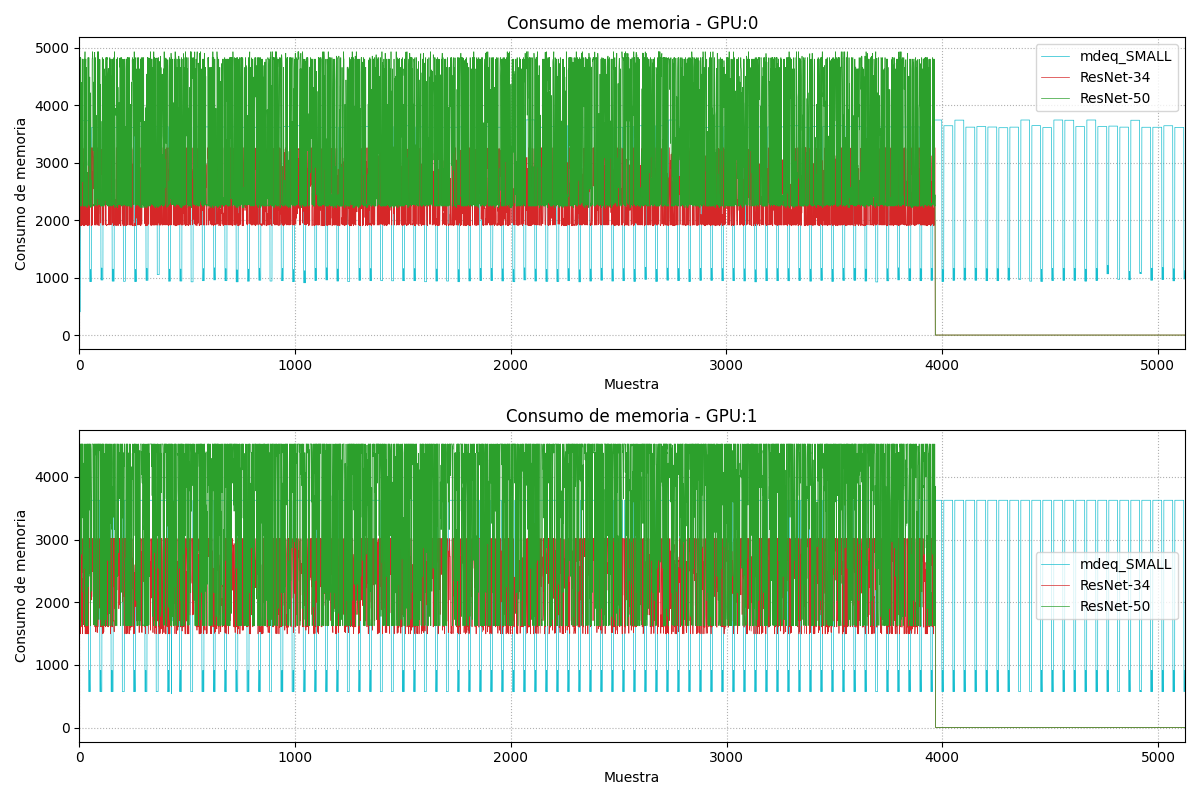 Consumo de memoria - GPU:0
Consumo de memoria
5000
4000
3000
2000
1000
0
mdeq_SMALL
ResNet-34
ResNet-50
0 1000 2000 3000 4000 5000
Muestra
Consumo de memoria - GPU:1
Consumo de memoria
4000
3000
2000
1000
0
mdeq_SMALL
ResNet-34
ResNet-50
0 1000 2000 3000 4000 5000
Muestra